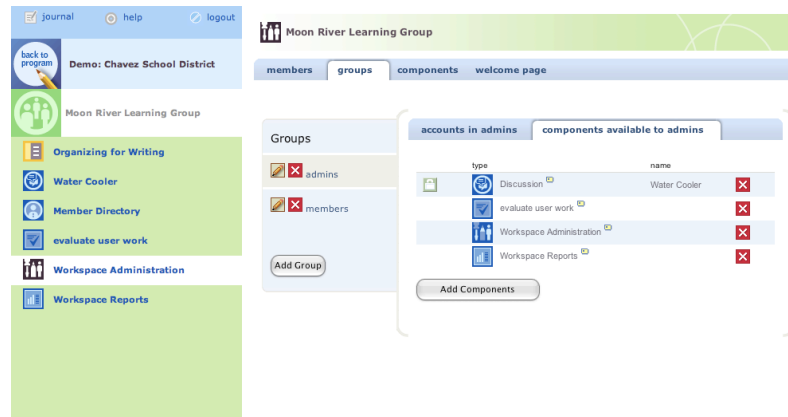 journal help logout
back to
program
Demo: Chavez School District
Moon River Learning Group
Organizing for Writing
Water Cooler
Member Directory
evaluate user work
Workspace Administration
Workspace Reports
Moon River Learning Group
members groups components welcome page
Groups
admins
members
Add Group
accounts in admins components available to admins
type name
Discussion Water Cooler
evaluate user work
Workspace Administration
Workspace Reports
Add Components